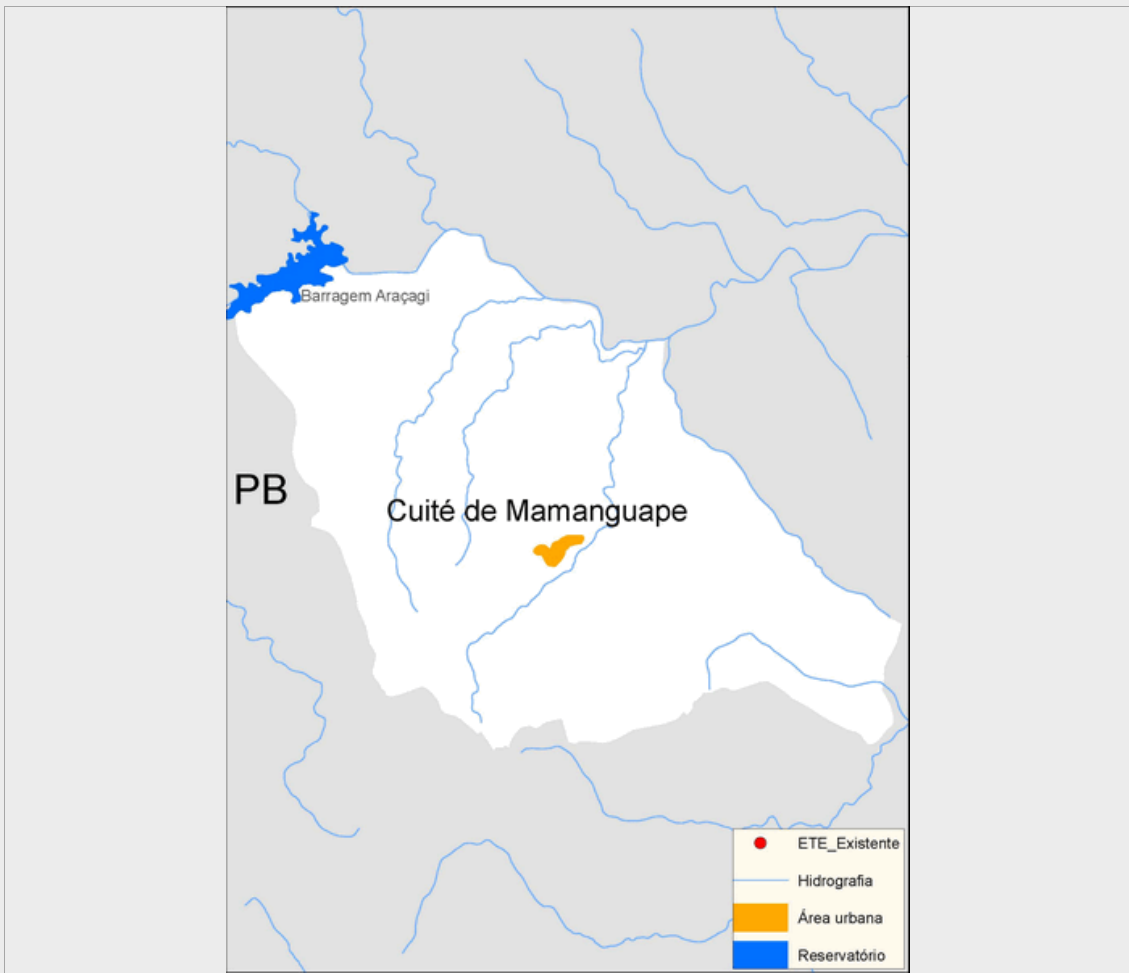 Barragem Araçagi
PB
Cuité de Mamanguape
ETE_Existente
Hidrografia
Área urbana
Reservatório